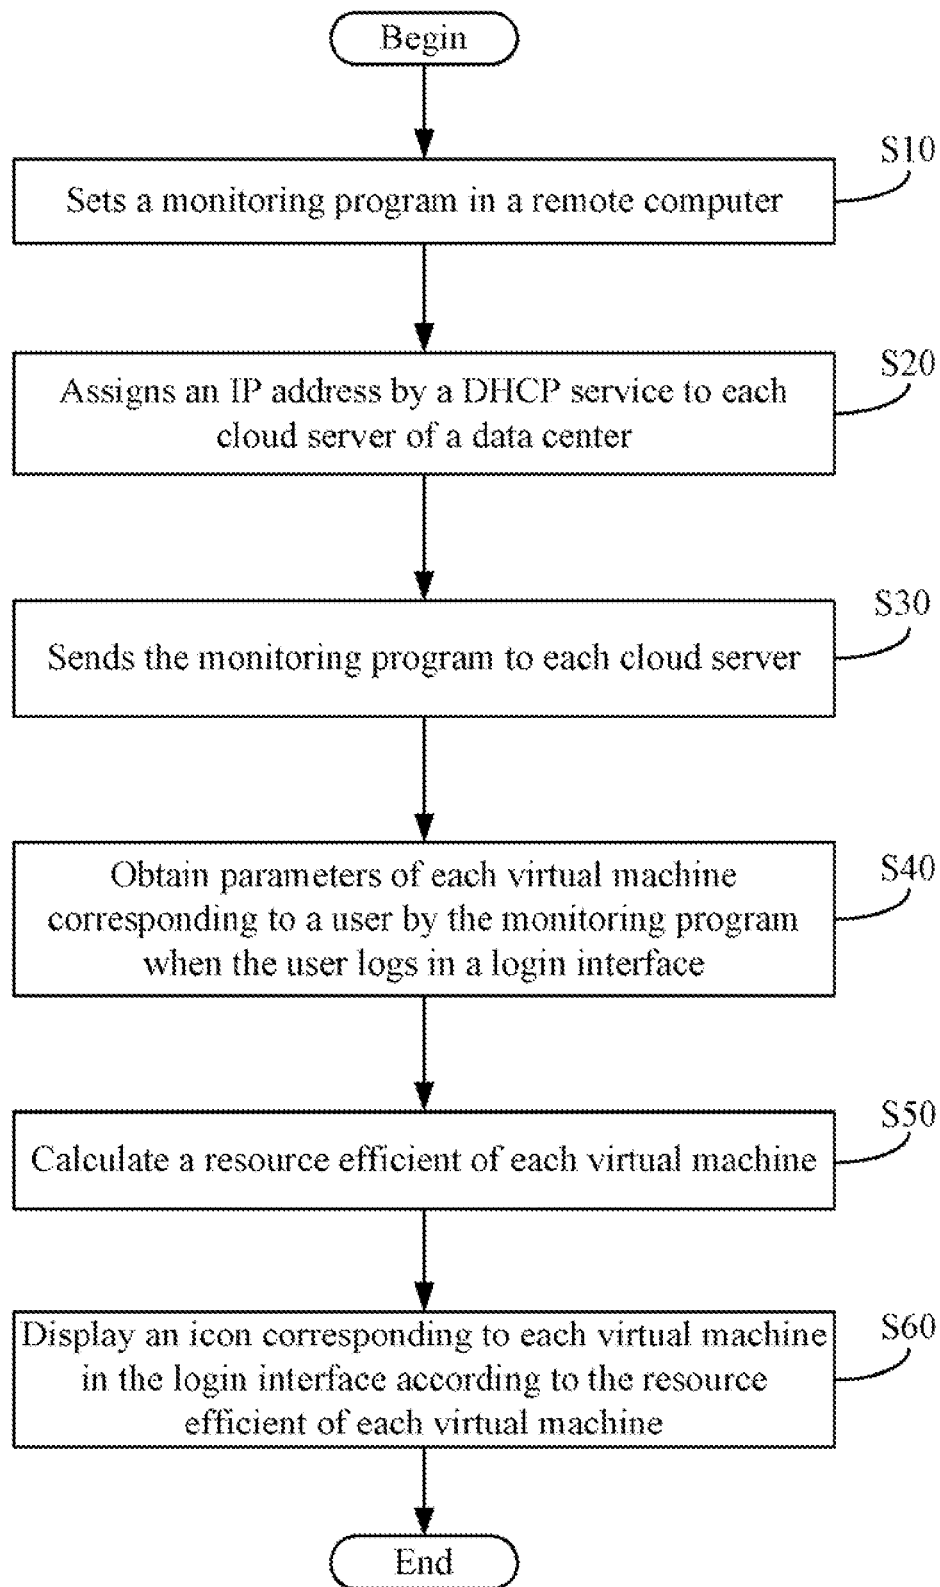 Begin
S10
Sets a monitoring program in a remote computer
S20
Assigns an IP address by a DHCP service to each
cloud server of a data center
S30
Sends the monitoring program to each cloud server
S40
Obtain parameters of each virtual machine
corresponding to a user by the monitoring program
when the user logs in a login interface
S50
Calculate a resource efficient of each virtual machine
S60
Display an icon corresponding to each virtual machine
in the login interface according to the resource
efficient of each virtual machine
End